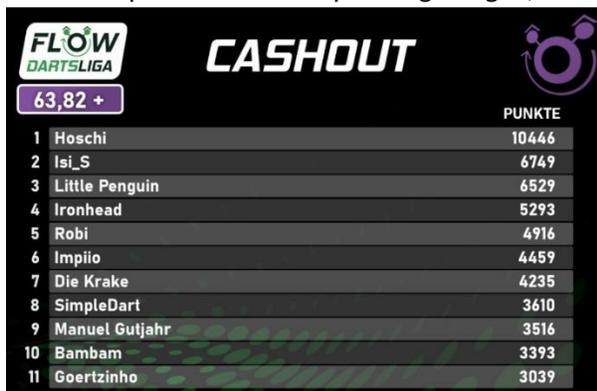 FLOW
DARTSLIGA
CASHOUT
63,82 +
PUNKTE
1 Hoschi 10446
2 Isi_S 6749
3 Little Penguin 6529
4 Ironhead 5293
5 Robi 4916
6 Impiio 4459
7 Die Krake 4235
8 SimpleDart 3610
9 Manuel Gutjahr 3516
10 Bambam 3393
11 Goertzinho 3039